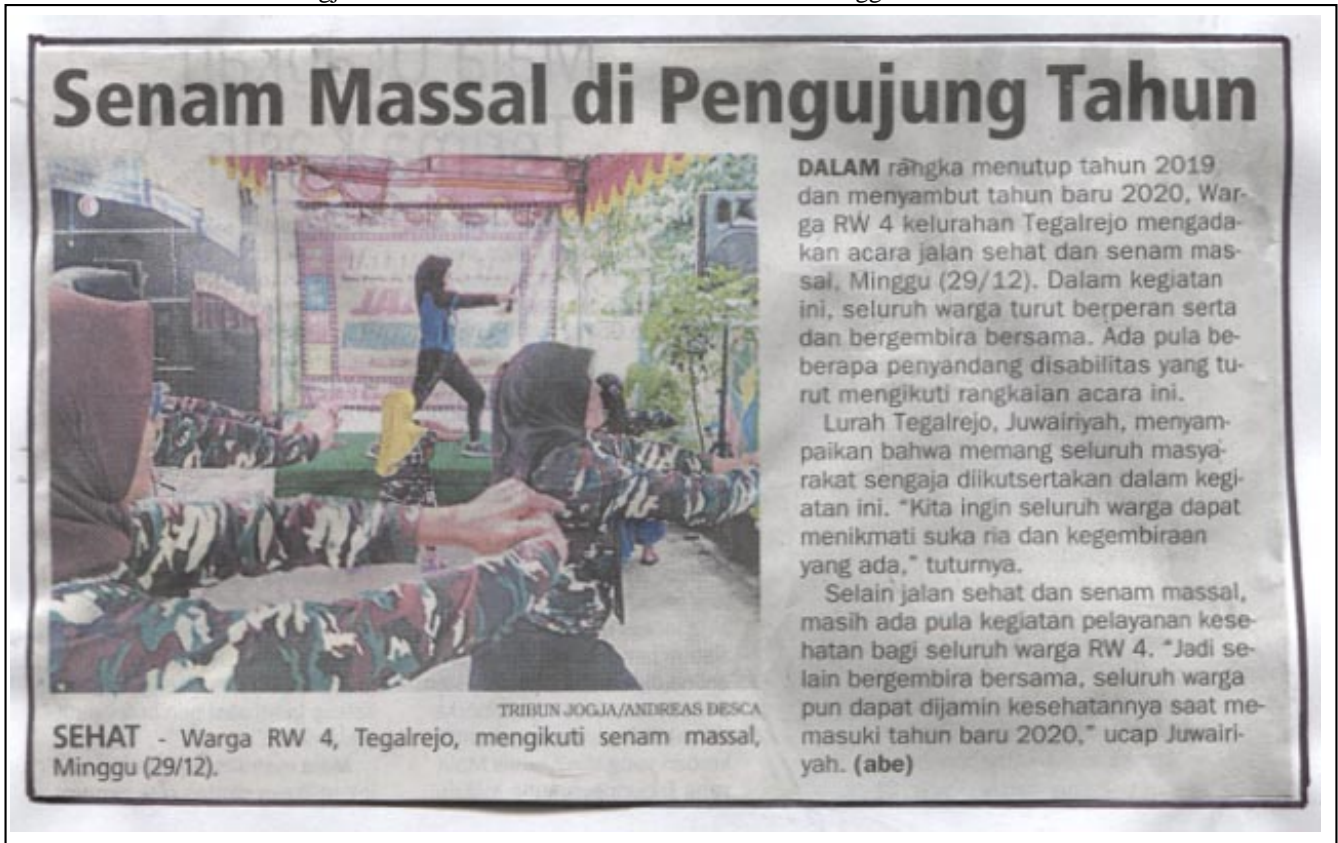 Senam Massal di Pengujung Tahun
DALAM rangka menutup tahun 2019
dan menyambut tahun baru 2020, War-
ga RW 4 kelurahan Tegalrejo mengada-
kan acara jalan sehat dan senam mas-
sal, Minggu (29/12). Dalam kegiatan
ini, seluruh warga turut berperan serta
dan bergembira bersama. Ada pula be-
berapa penyandang disabilitas yang tu-
rut mengikuti rangkaian acara ini.
Lurah Tegalrejo, Juwairiyah, menyam-
paikan bahwa memang seluruh masya-
rakat sengaja diikutsertakan dalam kegi-
atan ini. "Kita ingin seluruh warga dapat
menikmati suka ria dan kegembiraan
yang ada," tuturnya.
Selain jalan sehat dan senam massal,
masih ada pula kegiatan pelayanan kese-
hatan bagi seluruh warga RW 4. "Jadi se-
lain bergembira bersama, seluruh warga
pun dapat dijamin kesehatannya saat me-
masuki tahun baru 2020," ucap Juwairi-
yah. (abe)
TRIBUN JOGJA/ANDREAS DESCA
SEHAT - Warga RW 4, Tegalrejo, mengikuti senam massal,
Minggu (29/12).